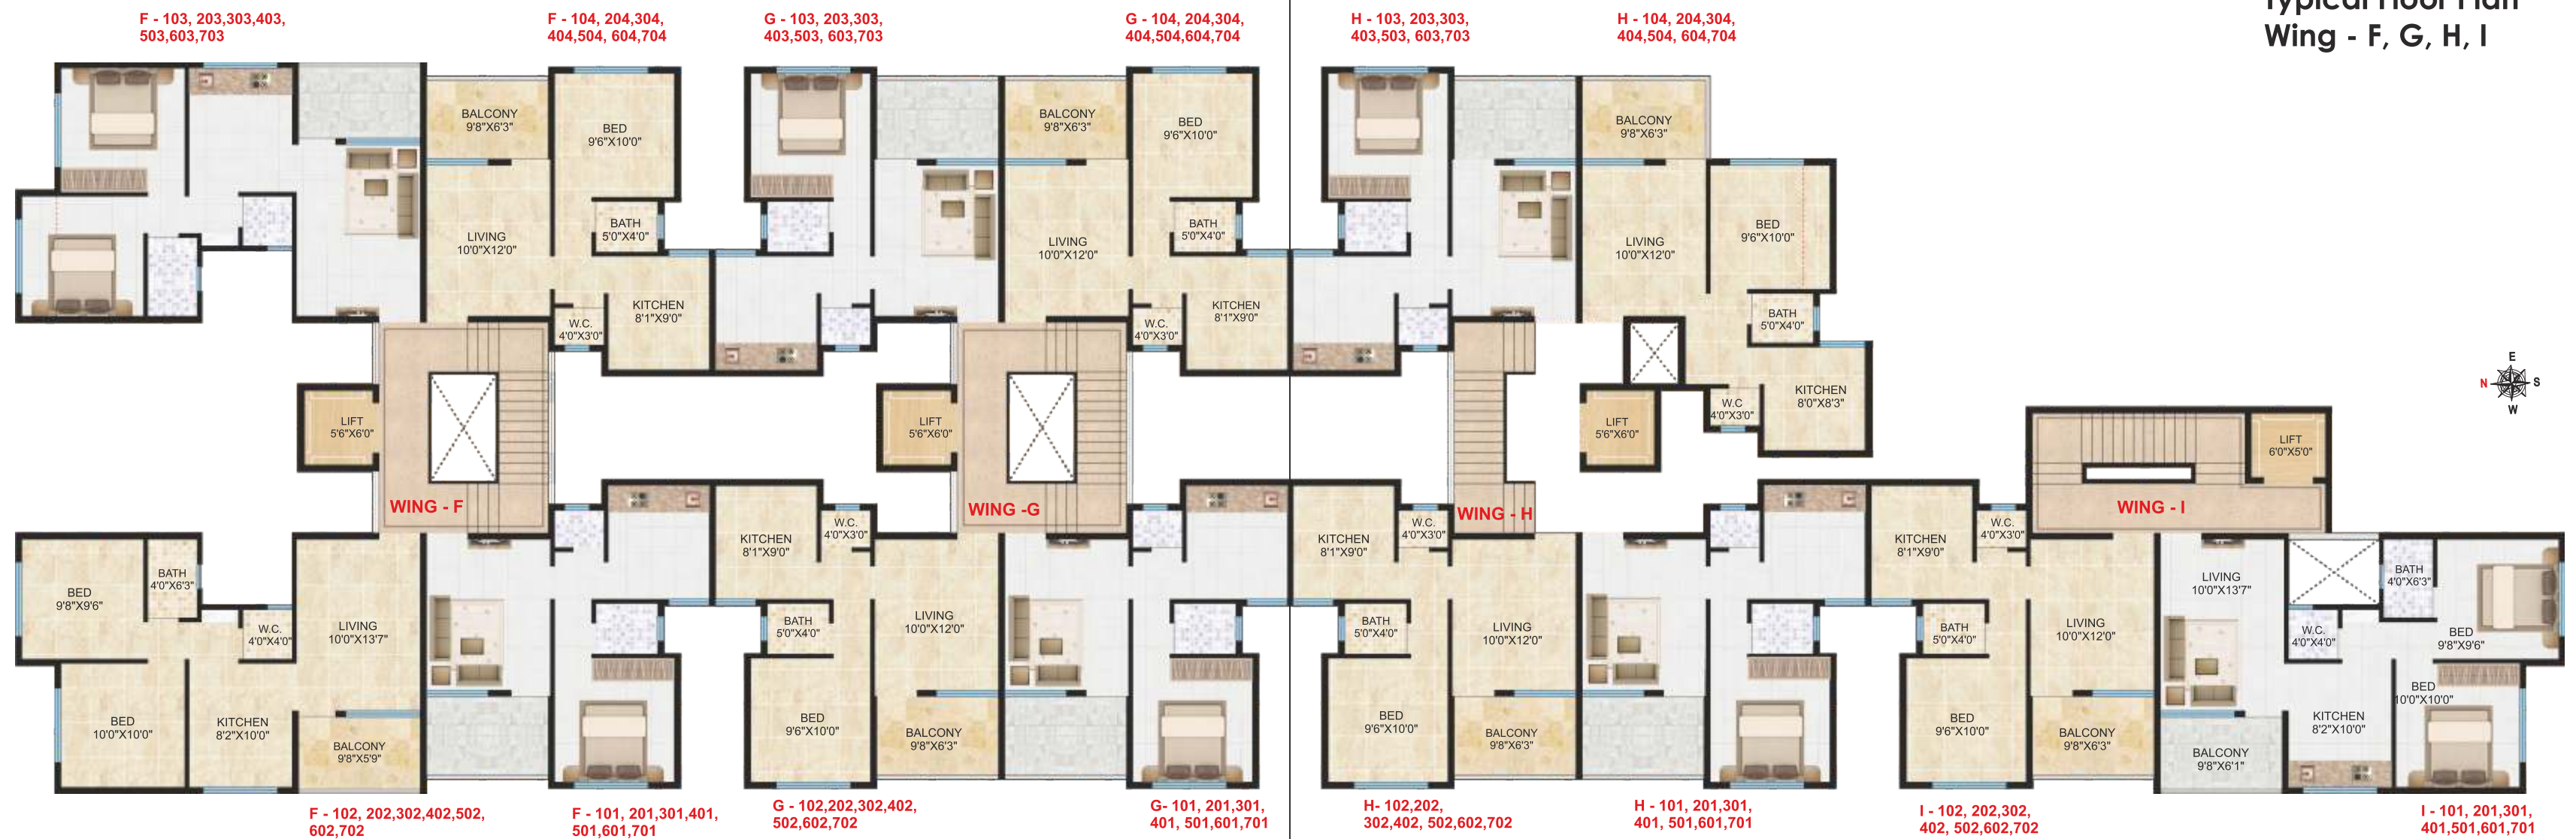 Typical Floor Plan
Wing - F, G, H, I
F - 103, 203,303,403,
503,603,703
F - 104, 204,304,
404,504, 604,704
G - 103, 203,303,
403,503, 603,703
G - 104, 204,304,
404,504,604,704
H - 103, 203,303,
403,503, 603,703
H - 104, 204,304,
404,504, 604,704
BALCONY
9'8"X6'3"
BED
9'6"X10'0"
BATH
5'0"X4'0"
LIVING
10'0"X12'0"
KITCHEN
8'1"X9'0"
W.C.
4'0"X3'0"
BALCONY
9'8"X6'3"
BED
9'6"X10'0"
BATH
5'0"X4'0"
LIVING
10'0"X12'0"
KITCHEN
8'1"X9'0"
W.C.
4'0"X3'0"
BALCONY
9'8"X6'3"
BED
9'6"X10'0"
LIVING
10'0"X12'0"
BATH
5'0"X4'0"
KITCHEN
8'0"X8'3"
W.C
4'0"X3'0"
E
N
S
W
LIFT
5'6"X6'0"
LIFT
5'6"X6'0"
LIFT
5'6"X6'0"
LIFT
6'0"X5'0"
WING - F
WING -G
WING - H
WING - I
BED
9'8"X9'6"
BATH
4'0"X6'3"
W.C.
4'0"X4'0"
LIVING
10'0"X13'7
BED
10'0"X10'0"
KITCHEN
8'2"X10'0"
BALCONY
9'8"X5'9"
KITCHEN
8'1"X9'0"
W.C.
4'0"X3'0"
BATH
5'0"X4'0"
LIVING
10'0"X12'0"
BED
9'6"X10'0"
BALCONY
9'8"X6'3"
KITCHEN
8'1"X9'0"
W.C.
4'0"X3'0"
BATH
5'0"X4'0"
LIVING
10'0"X12'0"
BED
9'6"X10'0"
BALCONY
9'8"X6'3"
KITCHEN
8'1"X9'0"
W.C.
4'0"X3'0"
BATH
5'0"X4'0"
LIVING
10'0"X12'0"
BED
9'6"X10'0"
BALCONY
9'8"X6'3"
LIVING
10'0"X13'7"
BATH
4'0"X6'3"
W.C.
4'0"X4'0"
BED
9'8"X9'6"
BED
10'0"X10'0"
KITCHEN
8'2"X10'0"
BALCONY
9'8"X6'1"
F - 102, 202,302,402,502,
602,702
F - 101, 201,301,401,
501,601,701
G - 102,202,302,402,
502,602,702
G- 101, 201,301,
401, 501,601,701
H- 102,202,
302,402, 502,602,702
H - 101, 201,301,
401, 501,601,701
I - 102, 202,302,
402, 502,602,702
I - 101, 201,301,
401,501,601,701